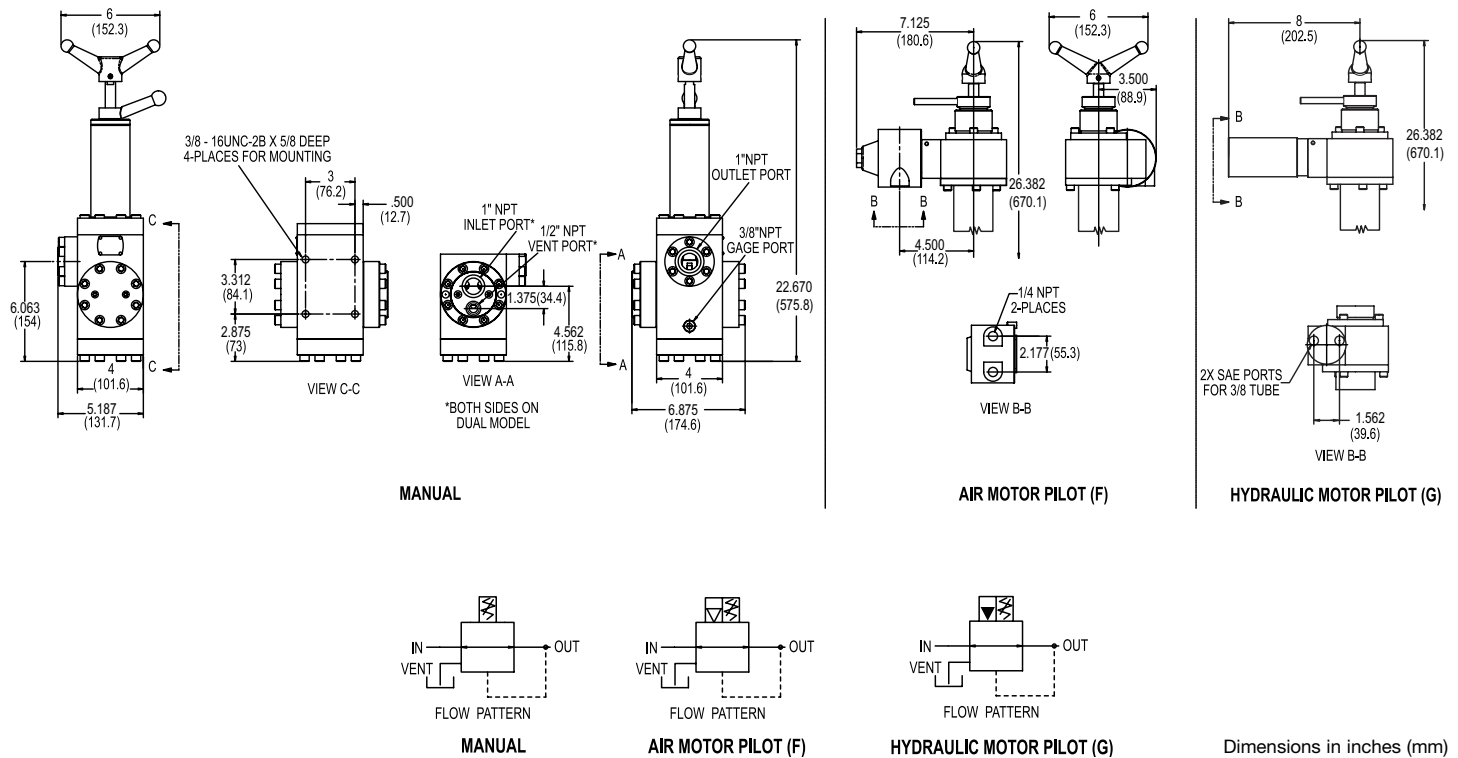 6
(152.3)
3/8 - 16UNC-2B X 5/8 DEEP
4-PLACES FOR MOUNTING
3
(76.2)
.500
(12.7)
C
C
6.063
(154)
3.312
(84.1)
2.875
(73)
4
(101.6)
5.187
(131.7)
VIEW C-C
1" NPT
INLET PORT*
1/2" NPT
VENT PORT*
1.375(34.4)
4.562
(115.8)
VIEW A-A
*BOTH SIDES ON
DUAL MODEL
1"NPT
OUTLET PORT
3/8"NPT
GAGE PORT
A
A
22.670
(575.8)
4
(101.6)
6.875
(174.6)
MANUAL
7.125
(180.6)
6
(152.3)
3.500
(88.9)
26.382
(670.1)
B
B
4.500
(114.2)
1/4 NPT
2-PLACES
2.177(55.3)
VIEW B-B
AIR MOTOR PILOT (F)
8
(202.5)
B
B
26.382
(670.1)
2X SAE PORTS
FOR 3/8 TUBE
1.562
(39.6)
VIEW B-B
HYDRAULIC MOTOR PILOT (G)
IN
OUT
VENT
FLOW PATTERN
MANUAL
IN
OUT
VENT
FLOW PATTERN
AIR MOTOR PILOT (F)
IN
OUT
VENT
FLOW PATTERN
HYDRAULIC MOTOR PILOT (G)
Dimensions in inches (mm)